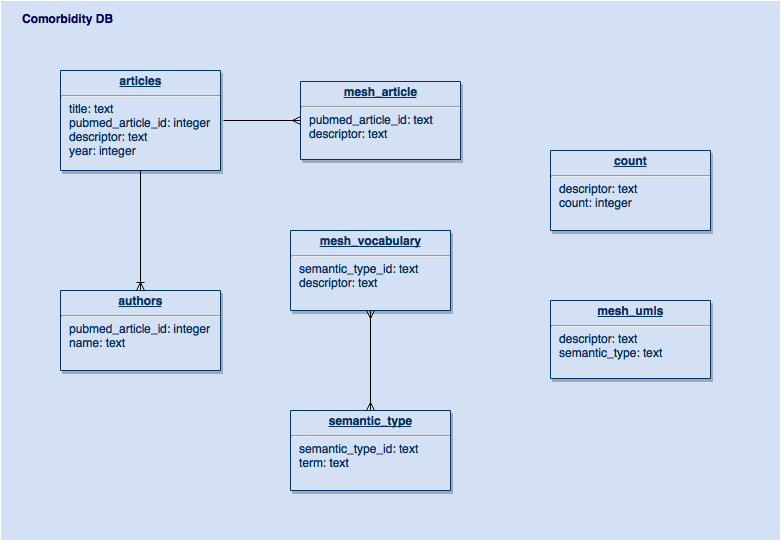 Comorbidity DB
articles
title: text
pubmed_article_id: integer
descriptor: text
year: integer
mesh_article
pubmed_article_id: text
descriptor: text
count
descriptor: text
count: integer
mesh_vocabulary
semantic_type_id: text
descriptor: text
authors
pubmed_article_id: integer
name: text
mesh_umls
descriptor: text
semantic_type: text
semantic_type
semantic_type_id: text
term: text